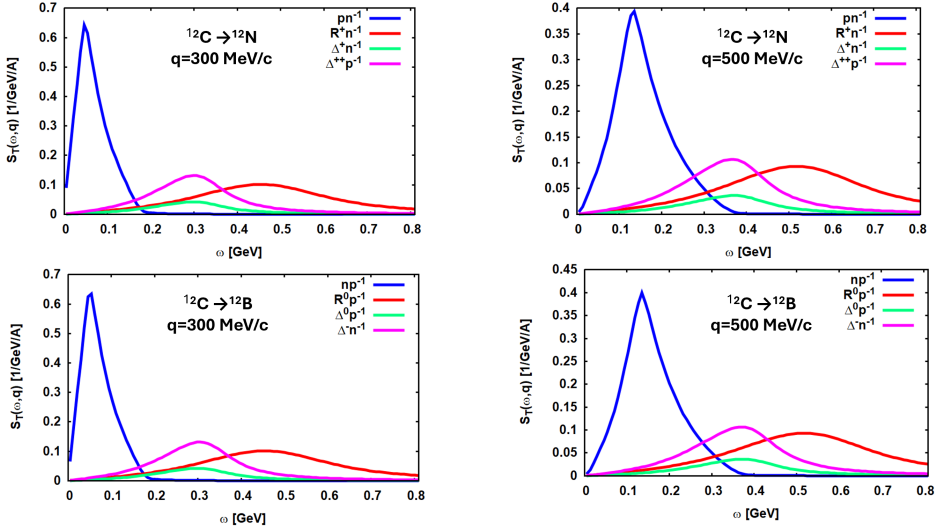 ¹²C →¹²N
q=300 MeV/c
pn⁻¹
R⁺n⁻¹
Δ⁺n⁻¹
Δ⁺⁺p⁻¹
S_T(ω,q) [1/GeV/A]
0.7
0.6
0.5
0.4
0.3
0.2
0.1
0
0 0.1 0.2 0.3 0.4 0.5 0.6 0.7 0.8
ω [GeV]
¹²C →¹²N
q=500 MeV/c
pn⁻¹
R⁺n⁻¹
Δ⁺n⁻¹
Δ⁺⁺p⁻¹
S_T(ω,q) [1/GeV/A]
0.4
0.35
0.3
0.25
0.2
0.15
0.1
0.05
0
0 0.1 0.2 0.3 0.4 0.5 0.6 0.7 0.8
ω [GeV]
¹²C →¹²B
q=300 MeV/c
np⁻¹
R⁰p⁻¹
Δ⁰p⁻¹
Δ⁻n⁻¹
S_T(ω,q) [1/GeV/A]
0.7
0.6
0.5
0.4
0.3
0.2
0.1
0
0 0.1 0.2 0.3 0.4 0.5 0.6 0.7 0.8
ω [GeV]
¹²C →¹²B
q=500 MeV/c
np⁻¹
R⁰p⁻¹
Δ⁰p⁻¹
Δ⁻n⁻¹
S_T(ω,q) [1/GeV/A]
0.45
0.4
0.35
0.3
0.25
0.2
0.15
0.1
0.05
0
0 0.1 0.2 0.3 0.4 0.5 0.6 0.7 0.8
ω [GeV]